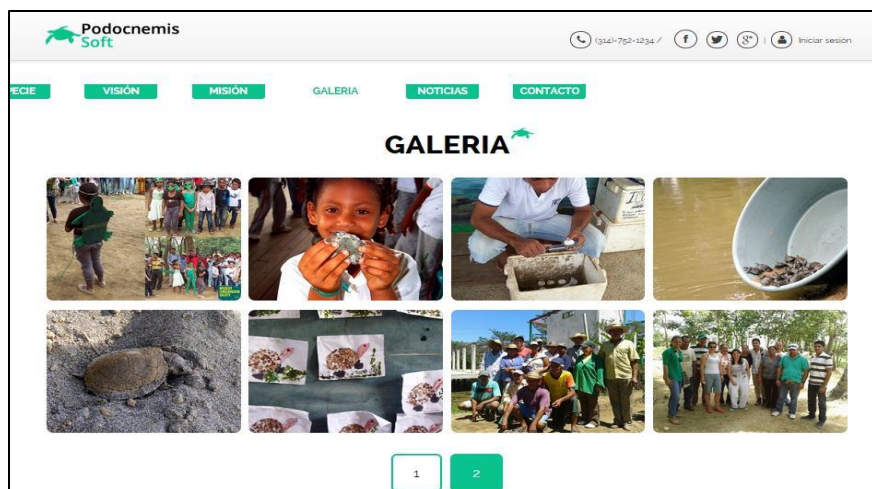 Podocnemis
Soft
(314)-752-1234 /
f
g+
|
Iniciar sesión
PECIE
VISIÓN
MISIÓN
GALERIA
NOTICIAS
CONTACTO
GALERIA
1
2